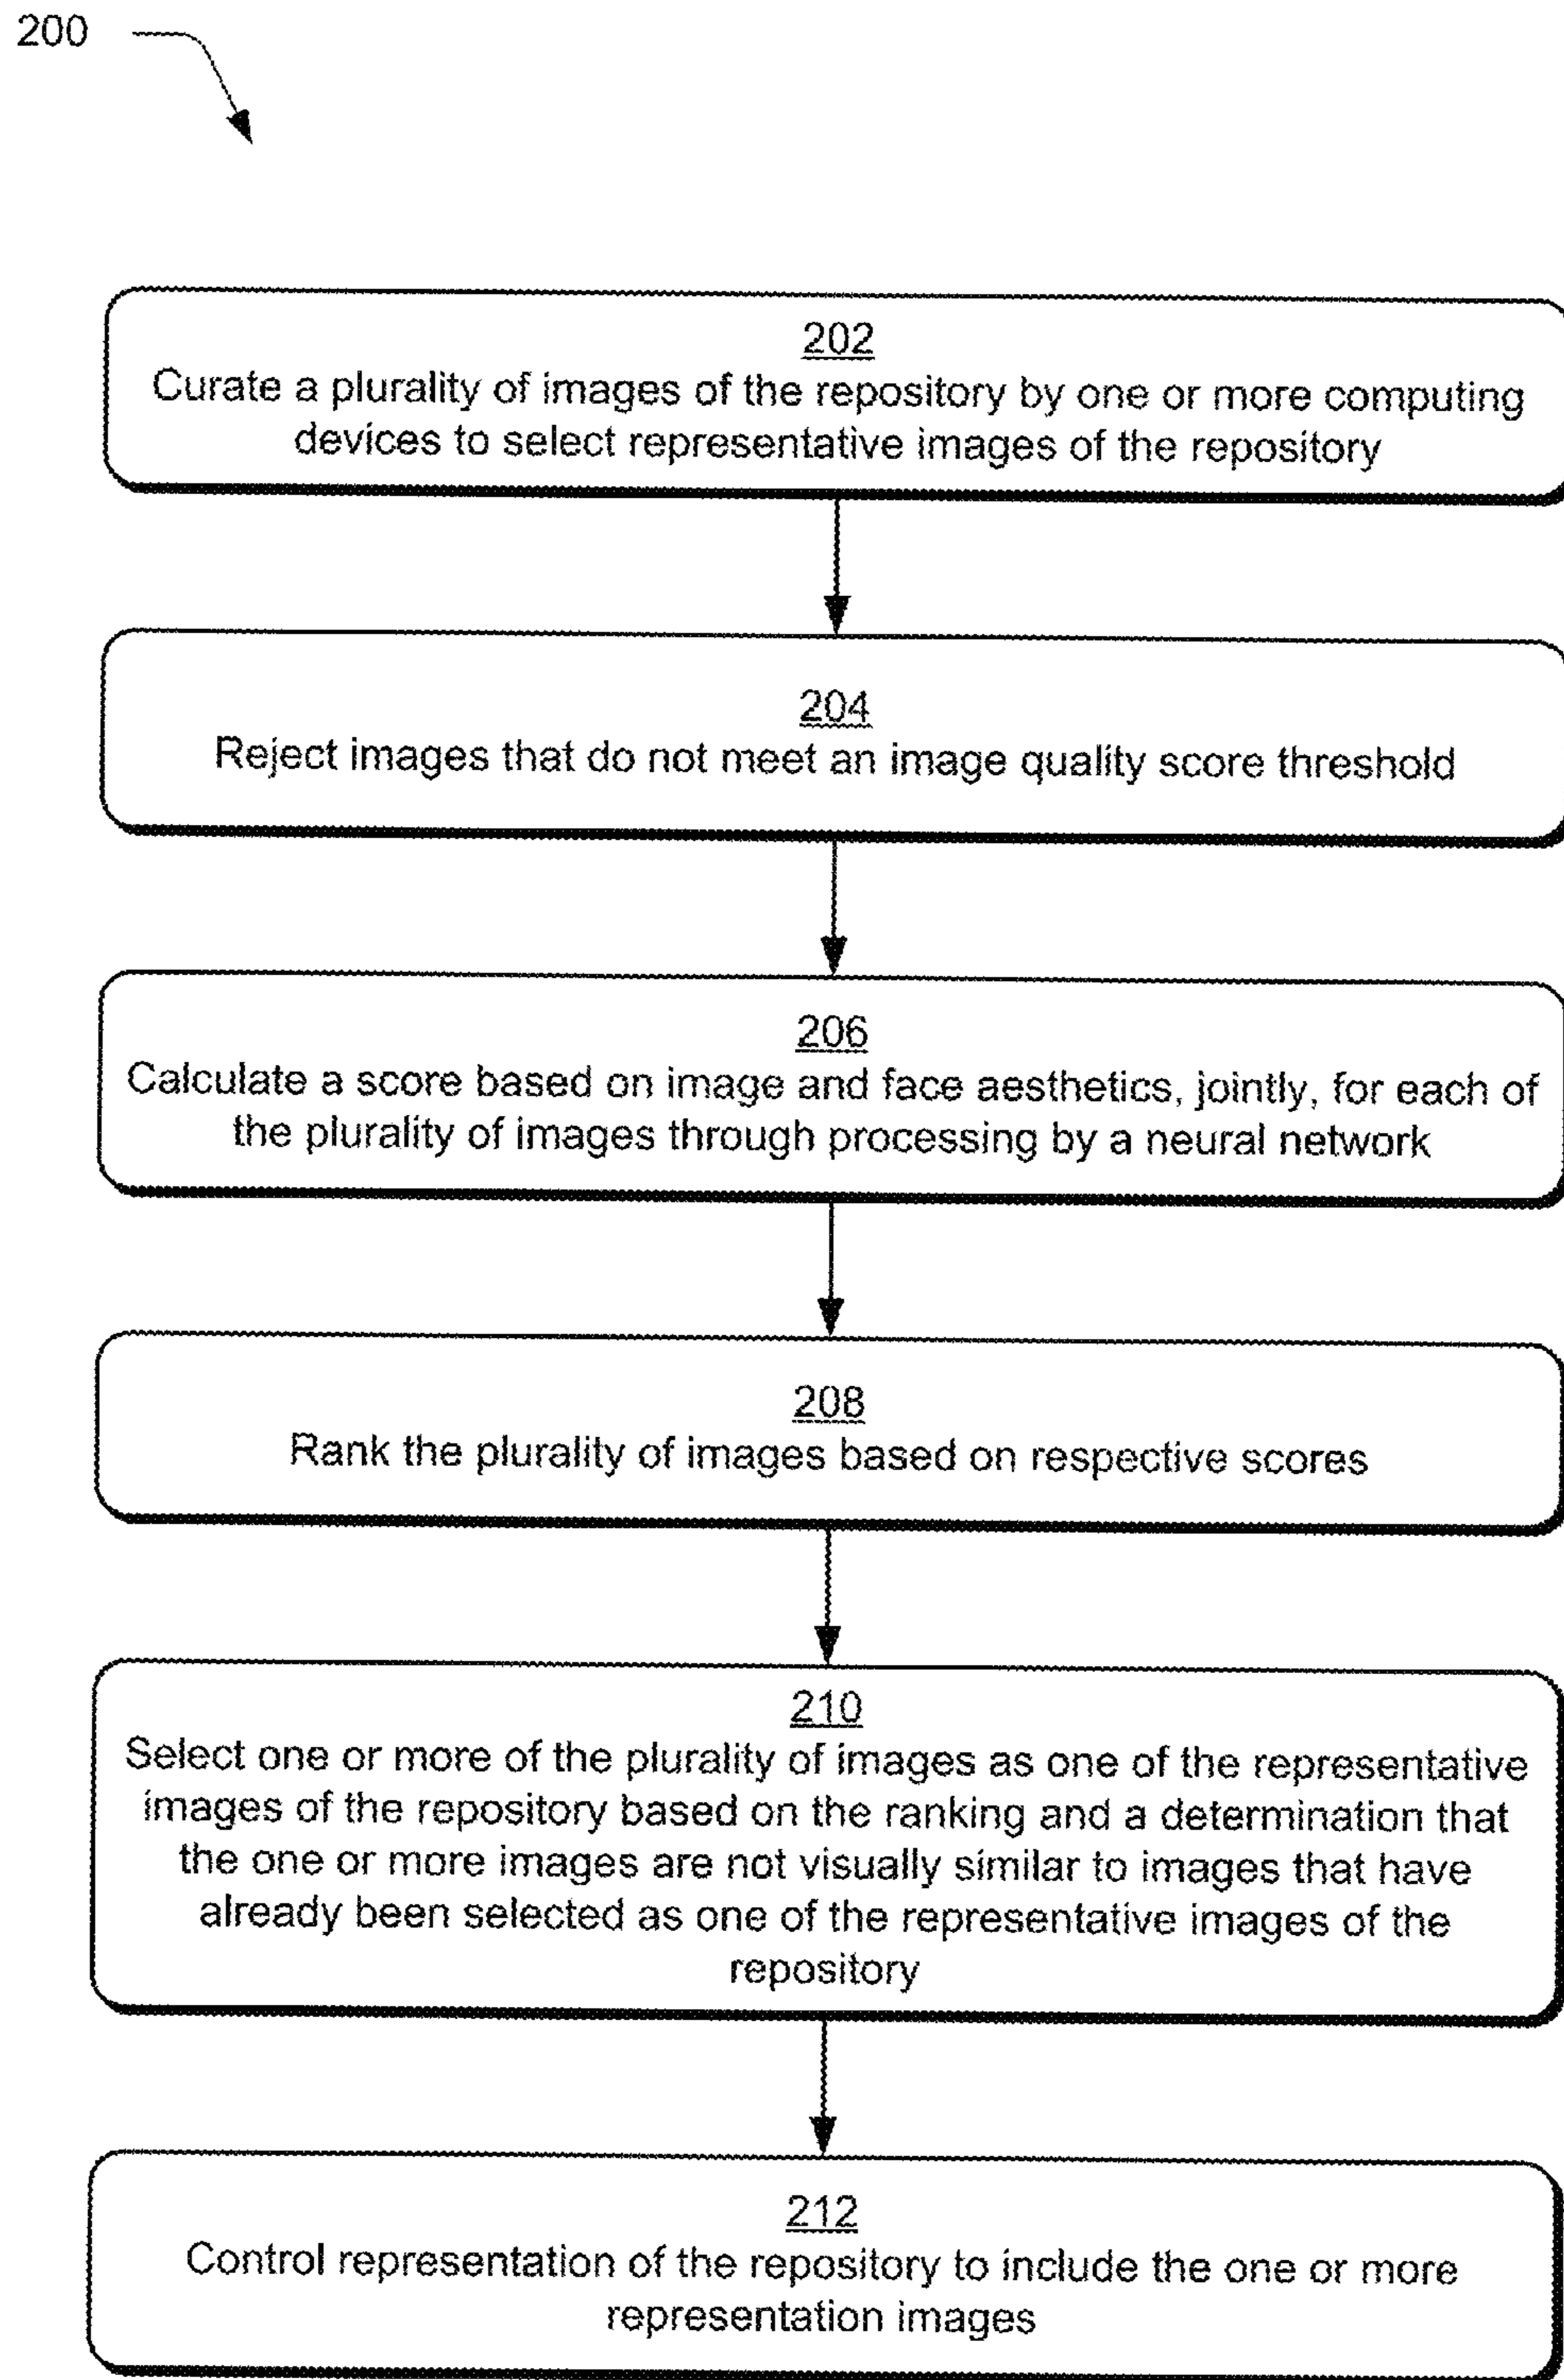 200
202
Curate a plurality of images of the repository by one or more computing
devices to select representative images of the repository
204
Reject images that do not meet an image quality score threshold
206
Calculate a score based on image and face aesthetics, jointly, for each of
the plurality of images through processing by a neural network
208
Rank the plurality of images based on respective scores
210
Select one or more of the plurality of images as one of the representative
images of the repository based on the ranking and a determination that
the one or more images are not visually similar to images that have
already been selected as one of the representative images of the
repository
212
Control representation of the repository to include the one or more
representation images